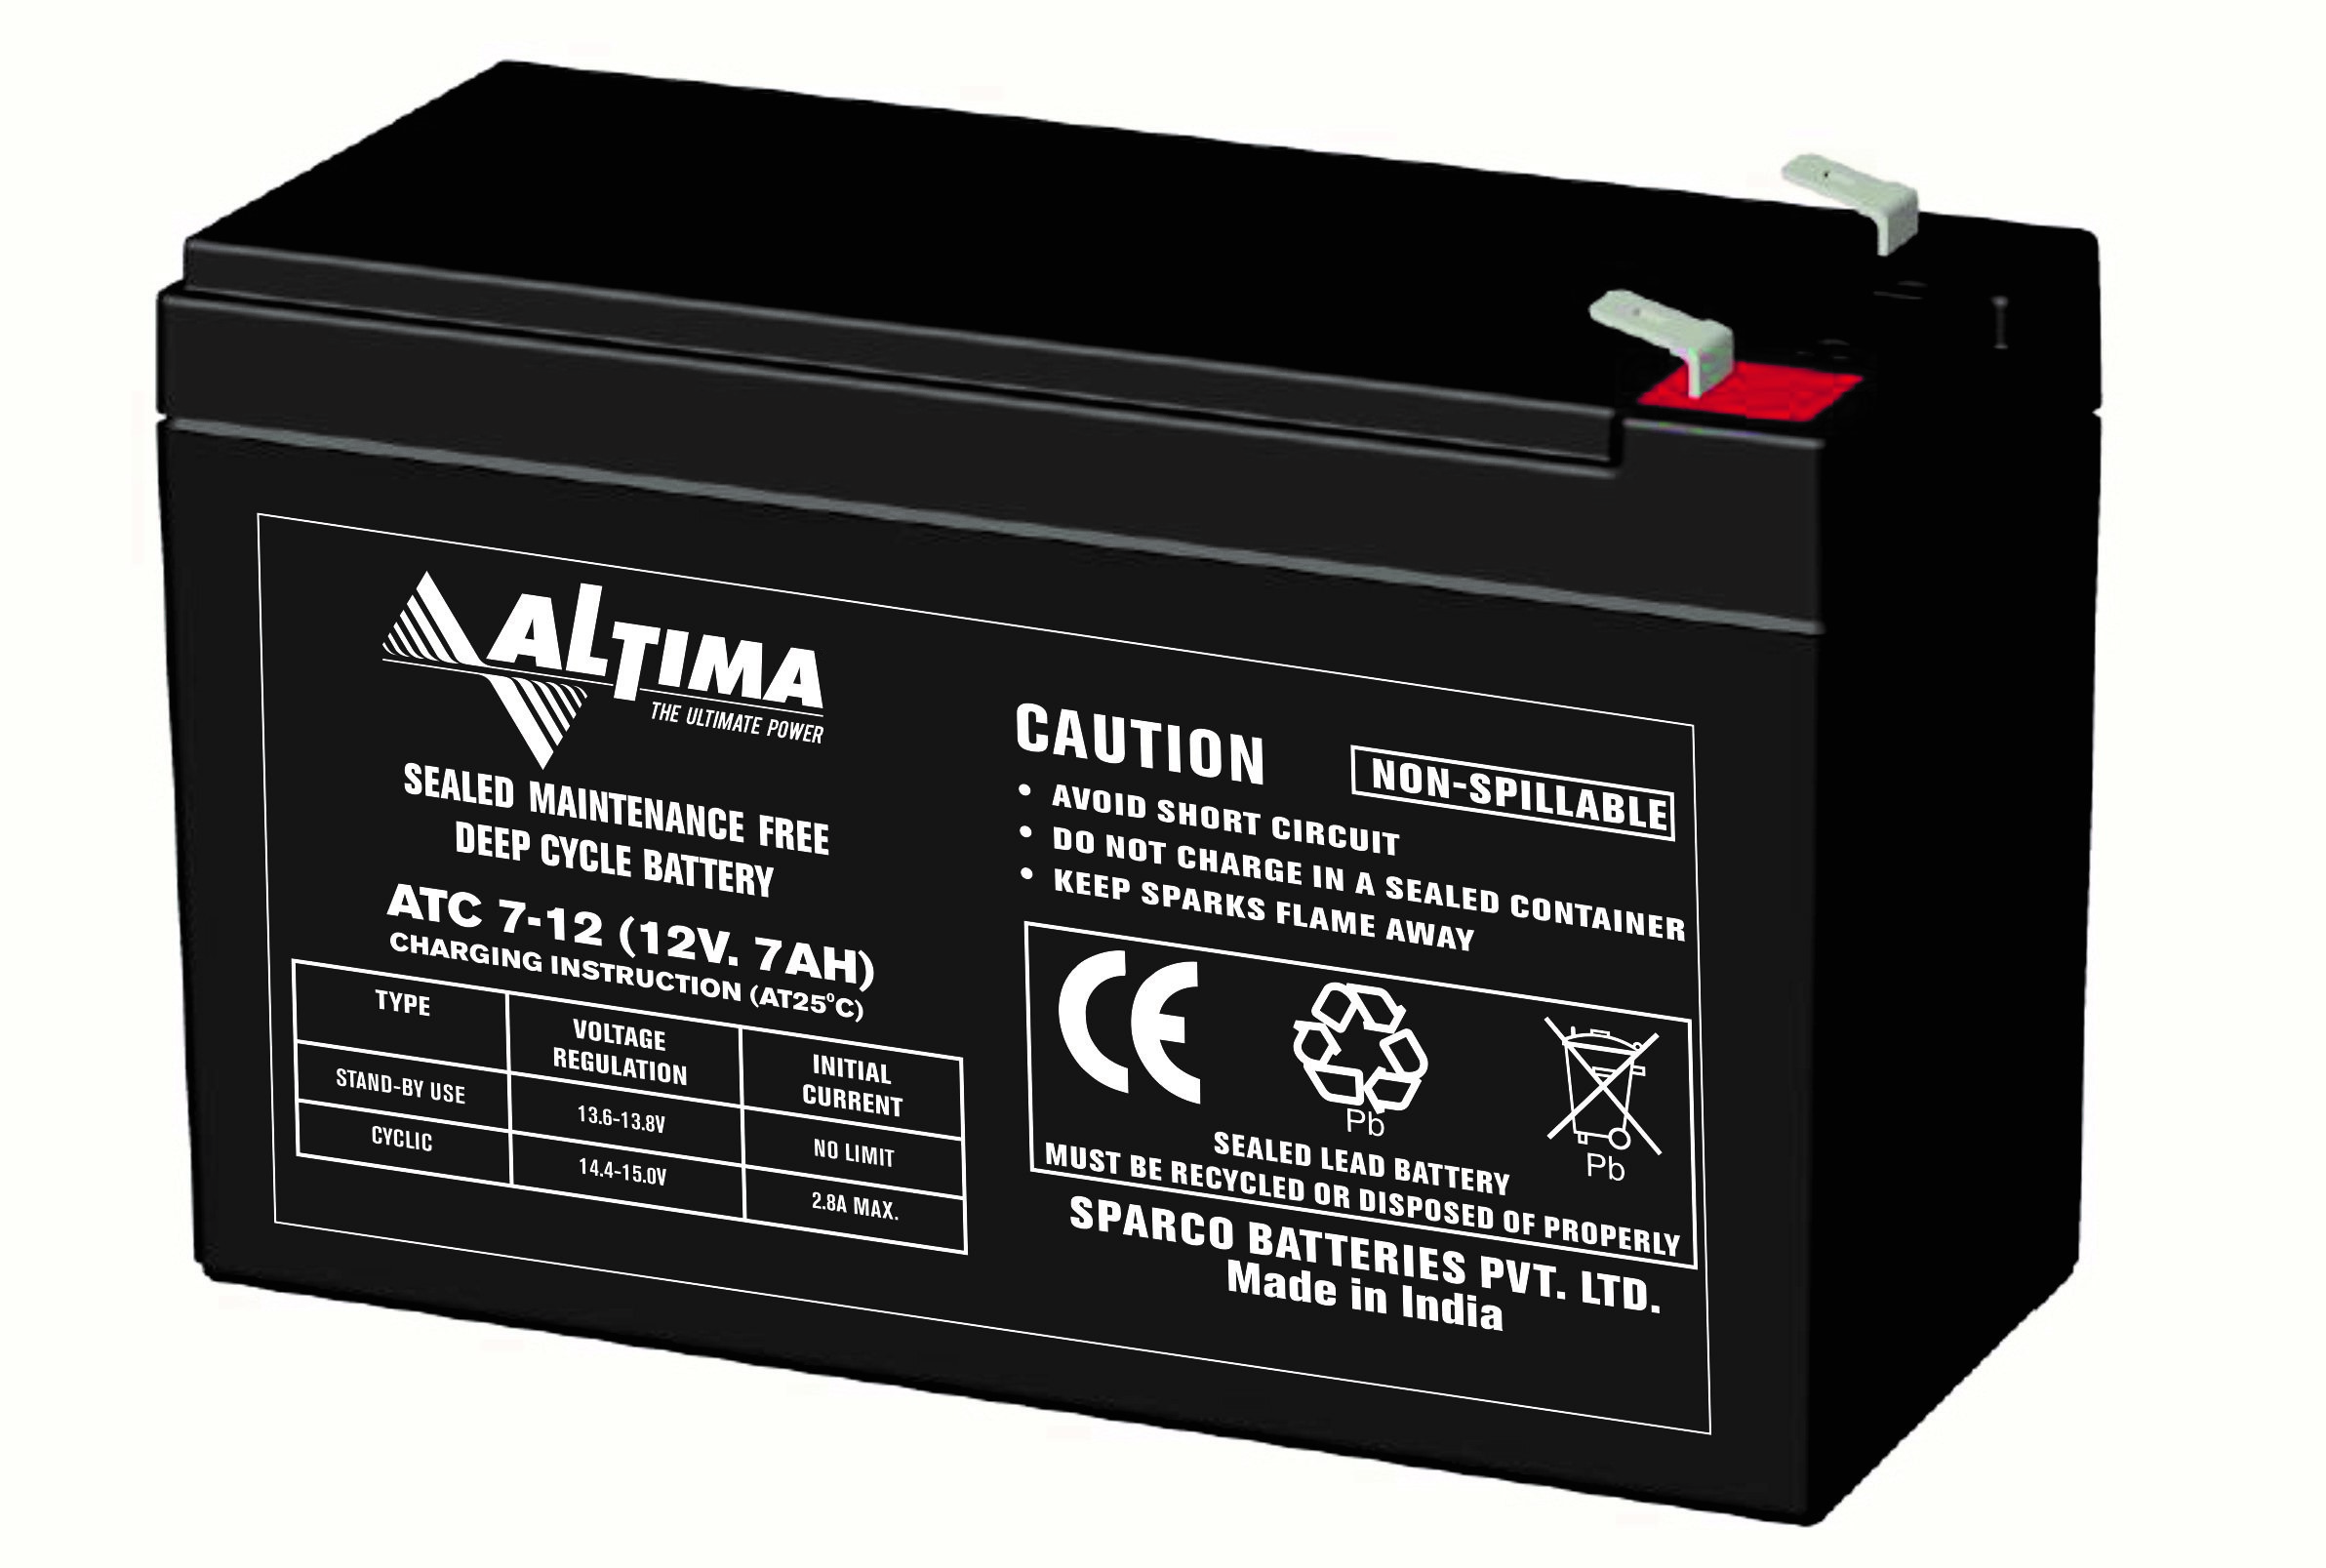 ALTIMA
THE ULTIMATE POWER
SEALED MAINTENANCE FREE
DEEP CYCLE BATTERY
ATC 7-12 (12V. 7AH)
CHARGING INSTRUCTION (AT25°C)
TYPE
VOLTAGE
REGULATION
INITIAL
CURRENT
STAND-BY USE
13.6-13.8V
NO LIMIT
CYCLIC
14.4-15.0V
2.8A MAX.
CAUTION
NON-SPILLABLE
• AVOID SHORT CIRCUIT
• DO NOT CHARGE IN A SEALED CONTAINER
• KEEP SPARKS FLAME AWAY
CE
Pb
Pb
SEALED LEAD BATTERY
MUST BE RECYCLED OR DISPOSED OF PROPERLY
SPARCO BATTERIES PVT. LTD.
Made in India